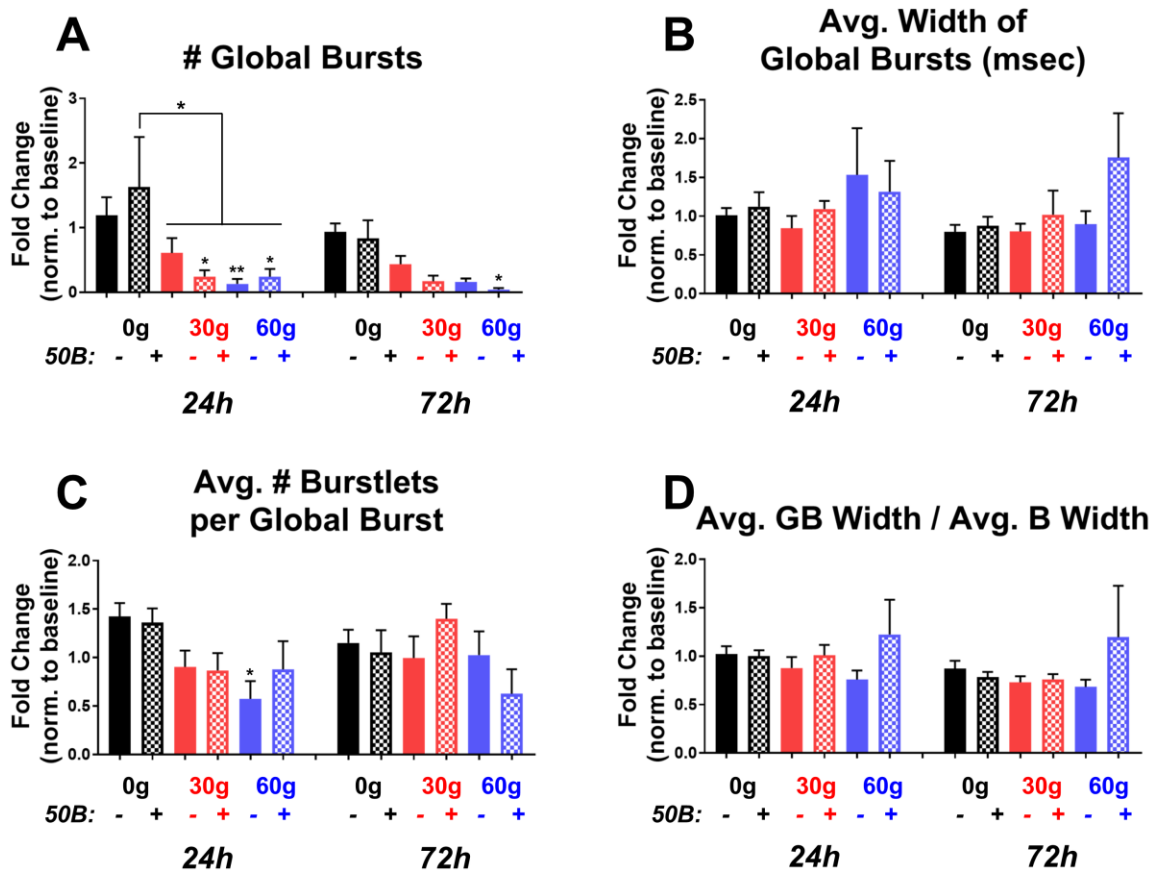 A
# Global Bursts
Fold Change
(norm. to baseline)
3
2
1
0
*
*
**
*
*
0g 30g 60g 0g 30g 60g
50B: - + - + - + - + - + - +
24h 72h
B
Avg. Width of
Global Bursts (msec)
Fold Change
(norm. to baseline)
2.5
2.0
1.5
1.0
0.5
0.0
0g 30g 60g 0g 30g 60g
50B: - + - + - + - + - + - +
24h 72h
C
Avg. # Burstlets
per Global Burst
Fold Change
(norm. to baseline)
2.0
1.5
1.0
0.5
0.0
*
0g 30g 60g 0g 30g 60g
50B: - + - + - + - + - + - +
24h 72h
D
Avg. GB Width / Avg. B Width
Fold Change
(norm. to baseline)
2.0
1.5
1.0
0.5
0.0
0g 30g 60g 0g 30g 60g
50B: - + - + - + - + - + - +
24h 72h